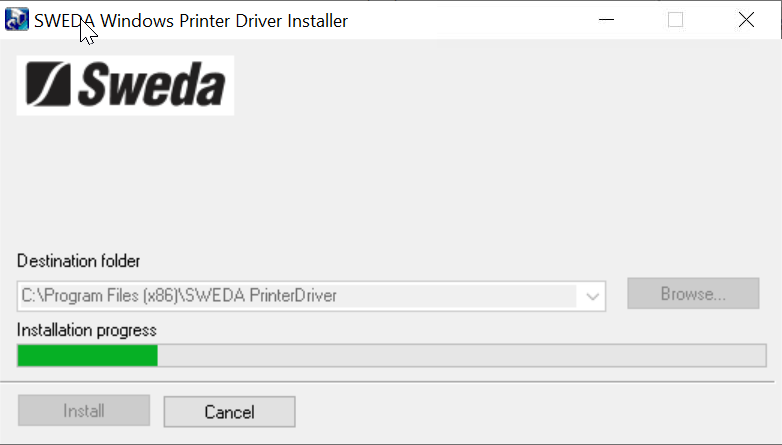 SWEDA Windows Printer Driver Installer
Sweda
Destination folder
C:\Program Files (x86)\SWEDA PrinterDriver
Browse...
Installation progress
Install
Cancel